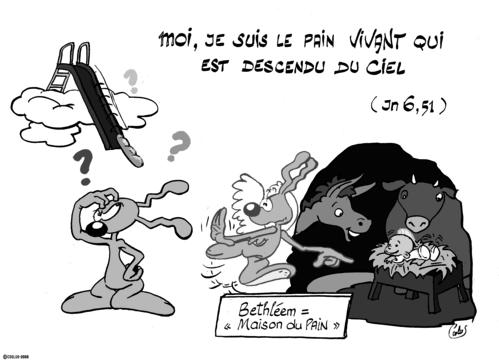 MOI, JE SUIS LE PAIN VIVANT QUI
EST DESCENDU DU CIEL
(Jn 6,51)
?
?
?
Bethléem =
« Maison du PAIN »